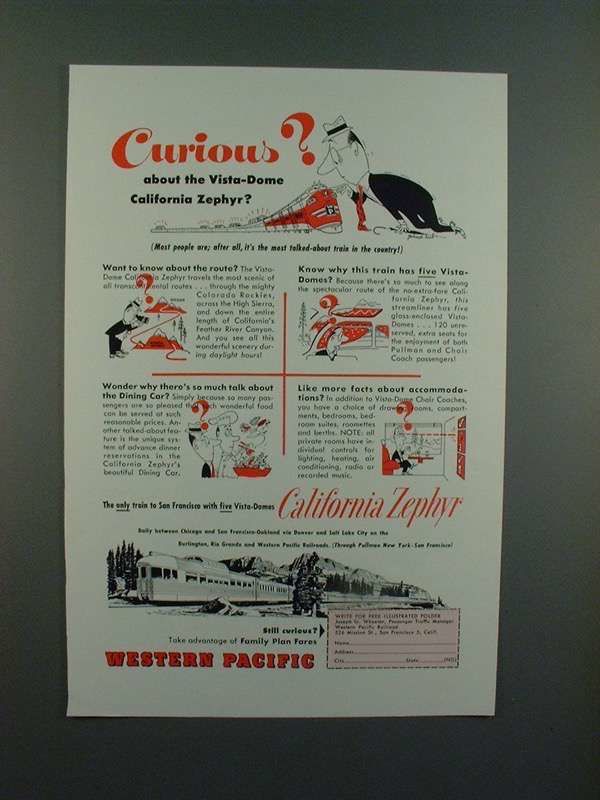 Curious?
about the Vista-Dome
California Zephyr?
(Most people are; after all, it's the most talked-about train in the country!)
Want to know about the route? The Vista-
Dome California Zephyr travels the most scenic of
all transcontinental routes . . . through the mighty
Colorado Rockies,
across the High Sierra,
and down the entire
length of California's
Feather River Canyon.
And you see all this
wonderful scenery dur-
ing daylight hours!
Know why this train has five Vista-
Domes? Because there's so much to see along
the spectacular route of the no-extra-fare Cali-
fornia Zephyr, this
streamliner has five
glass-enclosed Vista-
Domes . . . 120 unre-
served, extra seats for
the enjoyment of both
Pullman and Chair
Coach passengers!
Wonder why there's so much talk about
the Dining Car? Simply because so many pas-
sengers are so pleased that such wonderful food
can be served at such
reasonable prices. An-
other talked-about fea-
ture is the unique sys-
tem of advance dinner
reservations in the
California Zephyr's
beautiful Dining Car.
Like more facts about accommoda-
tions? In addition to Vista-Dome Chair Coaches,
you have a choice of drawing rooms, compart-
ments, bedrooms, bed-
room suites, roomettes
and berths. NOTE: all
private rooms have in-
dividual controls for
lighting, heating, air
conditioning, radio or
recorded music.
The only train to San Francisco with five Vista-Domes
California Zephyr
Daily between Chicago and San Francisco-Oakland via Denver and Salt Lake City on the
Burlington, Rio Grande and Western Pacific Railroads. (Through Pullman New York-San Francisco)
Still curious?
Take advantage of Family Plan Fares
WESTERN PACIFIC
WRITE FOR FREE ILLUSTRATED FOLDER
Joseph G. Wheeler, Passenger Traffic Manager
Western Pacific Railroad
526 Mission St., San Francisco 5, Calif.
Name
Address
City State (NG)